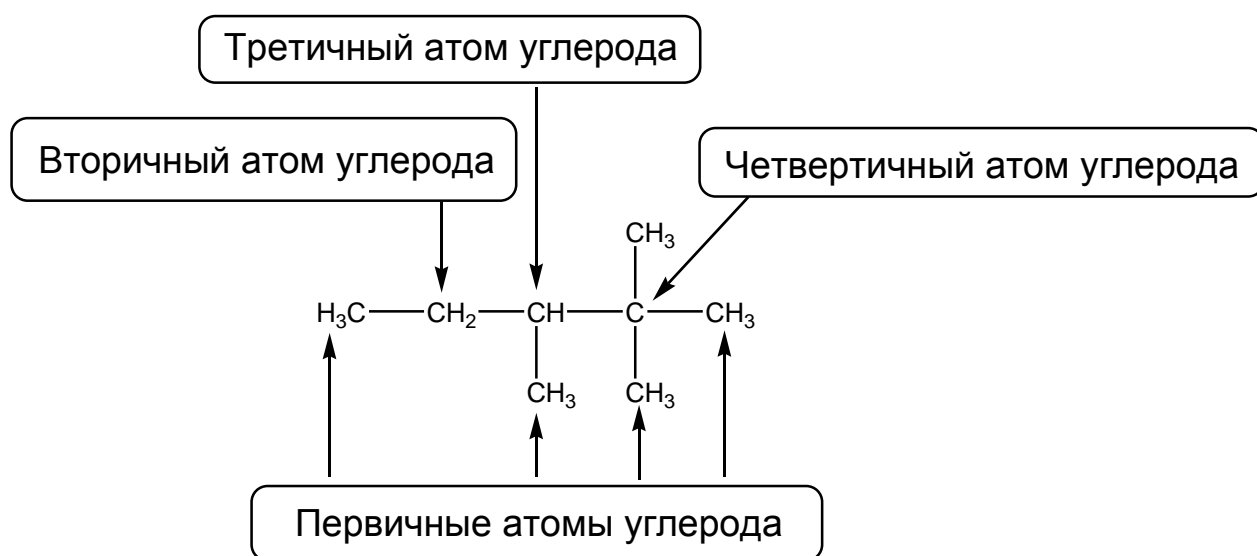 Третичный атом углерода
Вторичный атом углерода
Четвертичный атом углерода
CH₃
H₃C—CH₂—CH—C—CH₃
CH₃ CH₃
Первичные атомы углерода